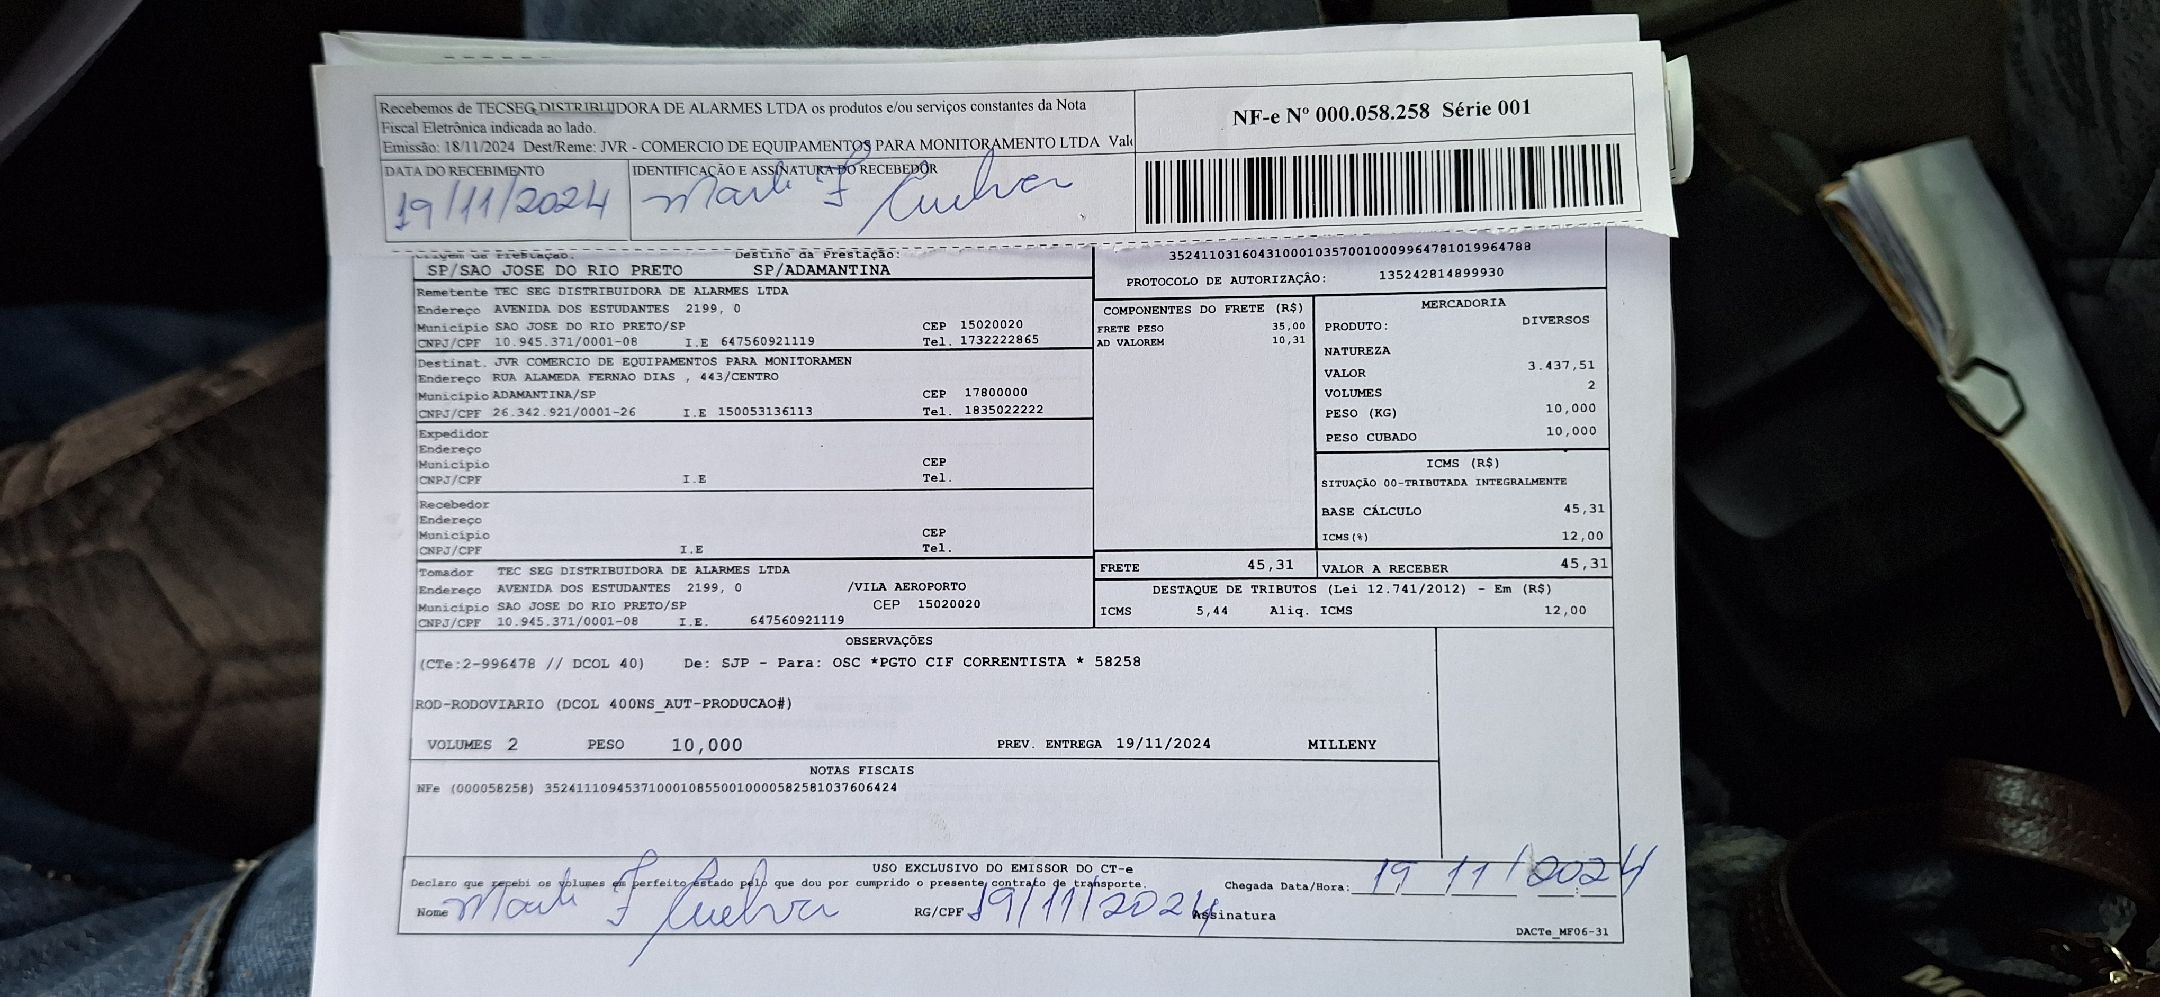 Recebemos de TECSEG DISTRIBUIDORA DE ALARMES LTDA os produtos e/ou serviços constantes da Nota
Fiscal Eletrônica indicada ao lado.
Emissão: 18/11/2024 Dest/Reme: JVR - COMERCIO DE EQUIPAMENTOS PARA MONITORAMENTO LTDA
NF-e Nº 000.058.258 Série 001
DATA DO RECEBIMENTO
19/11/2024
IDENTIFICAÇÃO E ASSINATURA DO RECEBEDOR
Origem da Prestação: Destino da Prestação:
SP/SAO JOSE DO RIO PRETO SP/ADAMANTINA
Remetente TEC SEG DISTRIBUIDORA DE ALARMES LTDA
Endereço AVENIDA DOS ESTUDANTES 2199, 0
Município SAO JOSE DO RIO PRETO/SP CEP 15020020
CNPJ/CPF 10.945.371/0001-08 I.E 647560921119 Tel. 1732222865
Destinat. JVR COMERCIO DE EQUIPAMENTOS PARA MONITORAMEN
Endereço RUA ALAMEDA FERNAO DIAS , 443/CENTRO
Município ADAMANTINA/SP CEP 17800000
CNPJ/CPF 26.342.921/0001-26 I.E 150053136113 Tel. 1835022222
Expedidor
Endereço
Município CEP
CNPJ/CPF I.E Tel.
Recebedor
Endereço
Município CEP
CNPJ/CPF I.E Tel.
Tomador TEC SEG DISTRIBUIDORA DE ALARMES LTDA
Endereço AVENIDA DOS ESTUDANTES 2199, 0 /VILA AEROPORTO
Município SAO JOSE DO RIO PRETO/SP CEP 15020020
CNPJ/CPF 10.945.371/0001-08 I.E. 647560921119
35241103160431000103570010009964781019964788
PROTOCOLO DE AUTORIZAÇÃO: 135242814899930
COMPONENTES DO FRETE (R$)
FRETE PESO 35,00
AD VALOREM 10,31
MERCADORIA
PRODUTO: DIVERSOS
NATUREZA
VALOR 3.437,51
VOLUMES 2
PESO (KG) 10,000
PESO CUBADO 10,000
ICMS (R$)
SITUAÇÃO 00-TRIBUTADA INTEGRALMENTE
BASE CÁLCULO 45,31
ICMS(%) 12,00
FRETE 45,31
VALOR A RECEBER 45,31
DESTAQUE DE TRIBUTOS (Lei 12.741/2012) - Em (R$)
ICMS 5,44 Aliq. ICMS 12,00
OBSERVAÇÕES
(CTe:2-996478 // DCOL 40) De: SJP - Para: OSC *PGTO CIF CORRENTISTA * 58258
ROD-RODOVIARIO (DCOL 400NS_AUT-PRODUCAO#)
VOLUMES 2 PESO 10,000 PREV. ENTREGA 19/11/2024 MILLENY
NOTAS FISCAIS
NFe (000058258) 35241110945371000108550010000582581037606424
USO EXCLUSIVO DO EMISSOR DO CT-e
Declaro que recebi os volumes em perfeito estado pelo que dou por cumprido o presente contrato de transporte.
Chegada Data/Hora: 19 11/2024
Nome RG/CPF 19/11/2024 Assinatura
DACTe_MF06-31